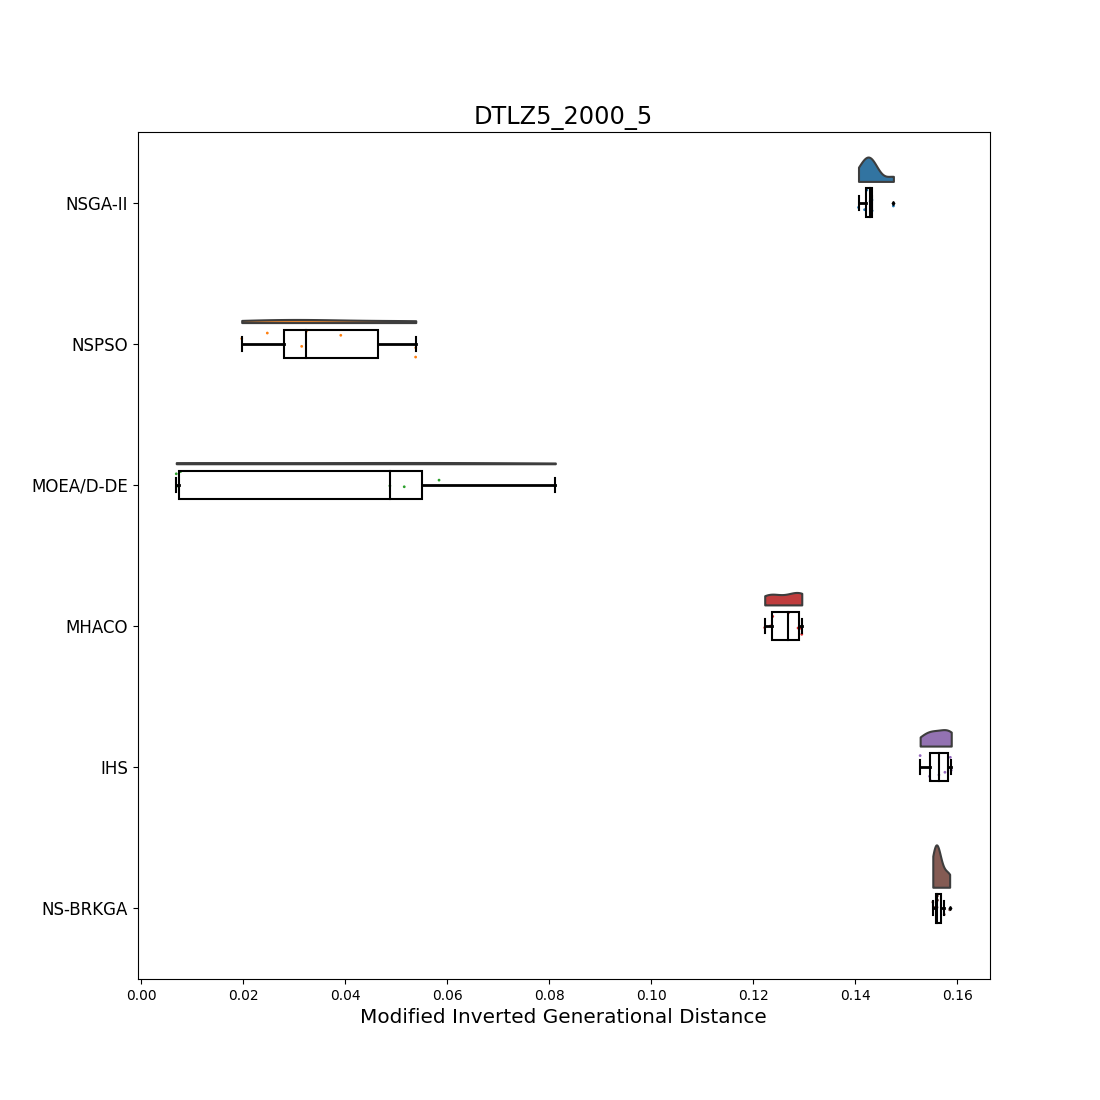 DTLZ5_2000_5
NSGA-II
NSPSO
MOEA/D-DE
MHACO
IHS
NS-BRKGA
0.00 0.02 0.04 0.06 0.08 0.10 0.12 0.14 0.16
Modified Inverted Generational Distance